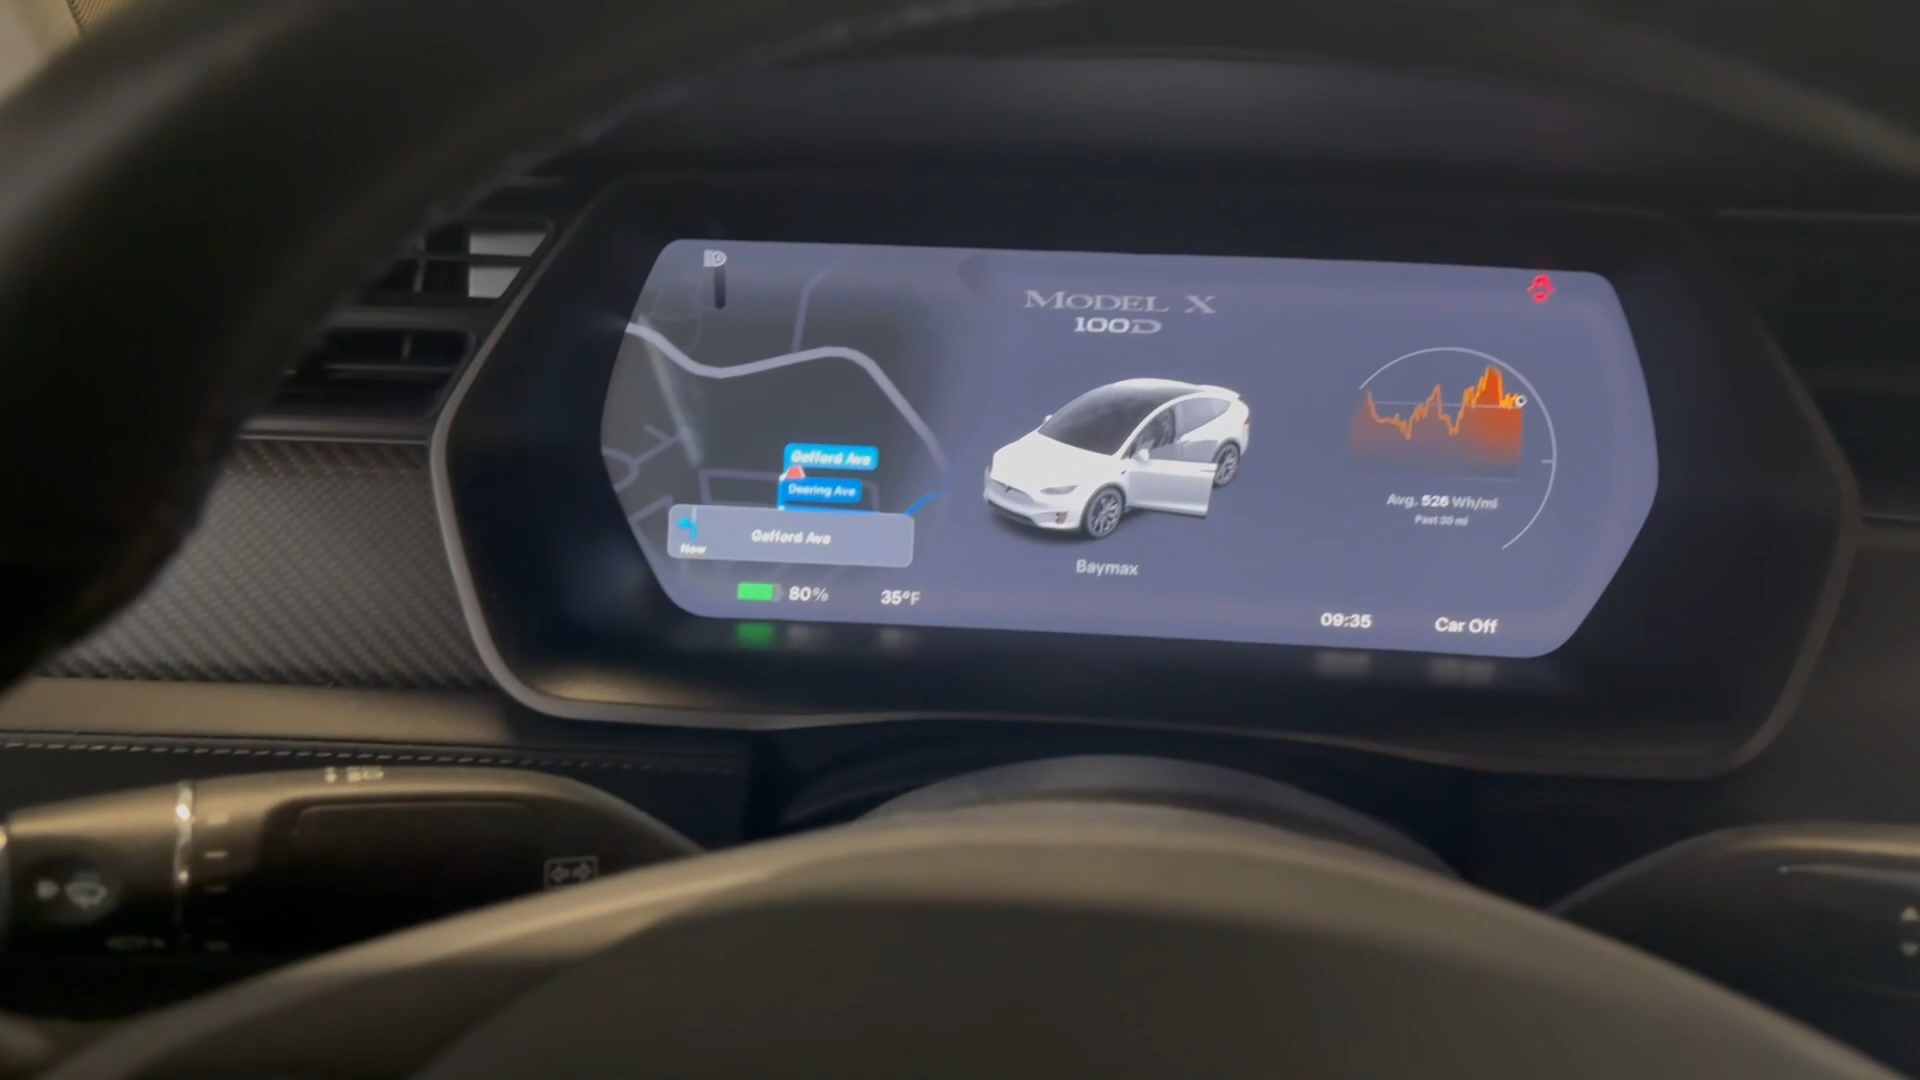 MODEL X
100D
Gafford Ave
Deering Ave
Gafford Ave
Now
Avg. 526 Wh/mi
Past 30 mi
Baymax
80%
35°F
09:35
Car Off